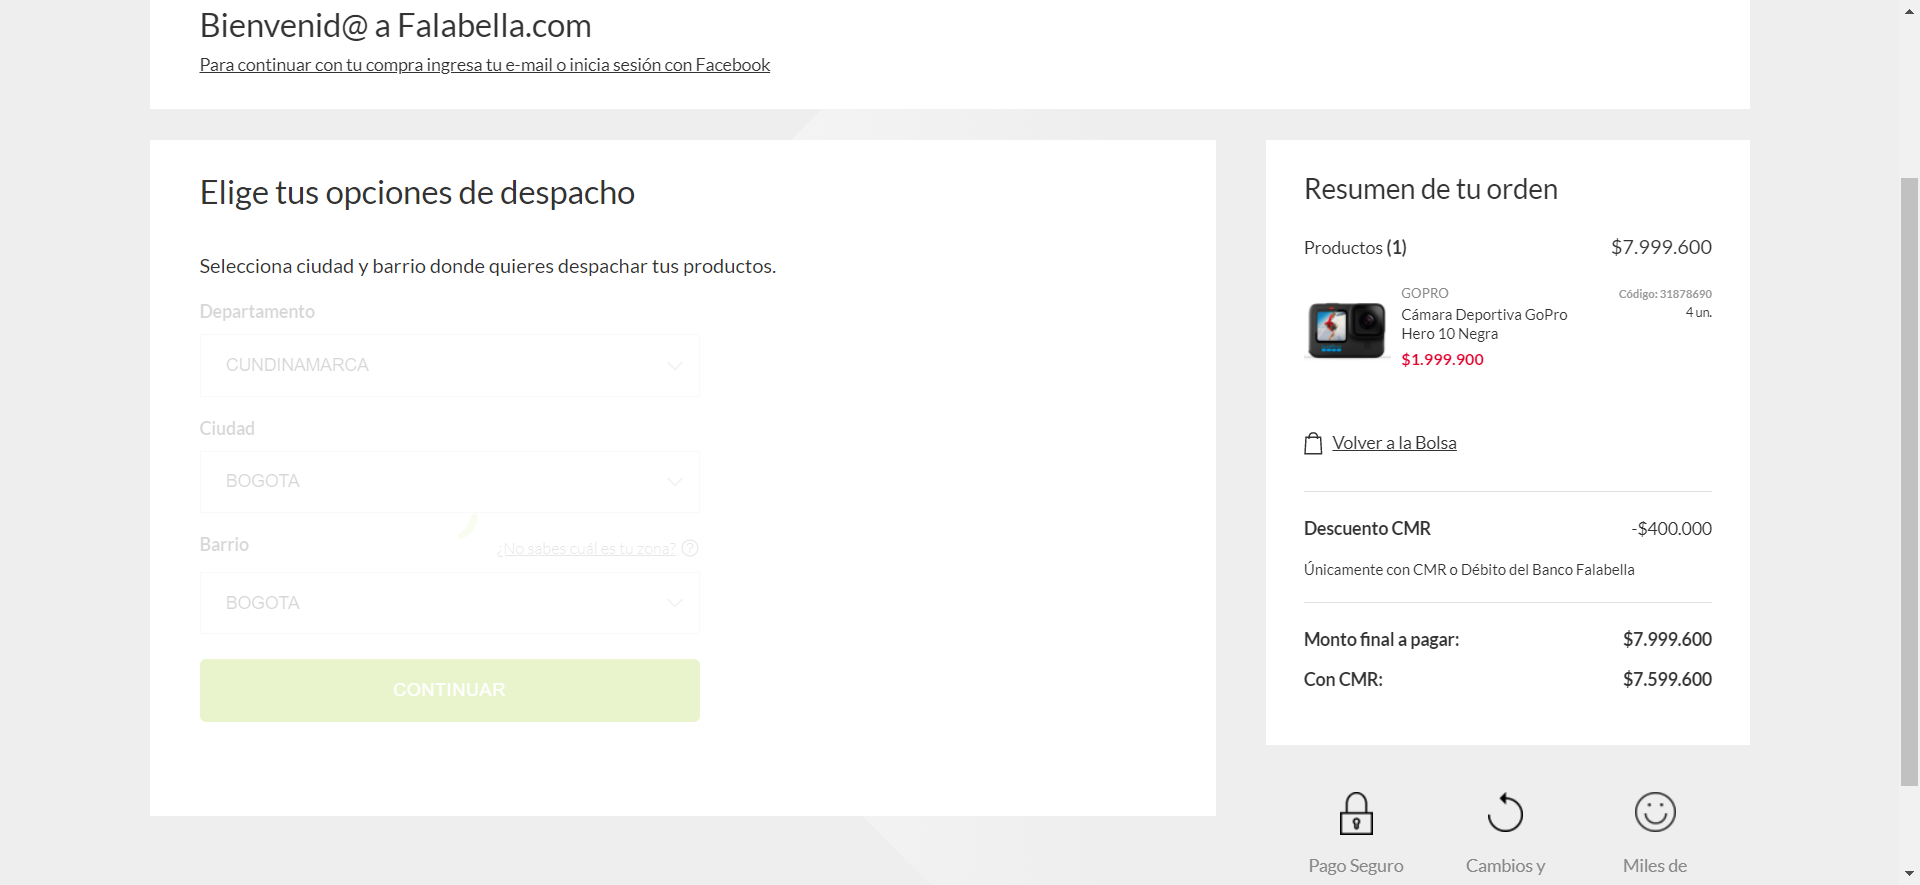 Bienvenid@ a Falabella.com
Para continuar con tu compra ingresa tu e-mail o inicia sesión con Facebook
Elige tus opciones de despacho
Selecciona ciudad y barrio donde quieres despachar tus productos.
Departamento
CUNDINAMARCA
Ciudad
BOGOTA
Barrio
¿No sabes cuál es tu zona? ?
BOGOTA
CONTINUAR
Resumen de tu orden
Productos (1) $7.999.600
GOPRO Código: 31878690
Cámara Deportiva GoPro 4 un.
Hero 10 Negra
$1.999.900
Volver a la Bolsa
Descuento CMR -$400.000
Únicamente con CMR o Débito del Banco Falabella
Monto final a pagar: $7.999.600
Con CMR: $7.599.600
Pago Seguro Cambios y Miles de